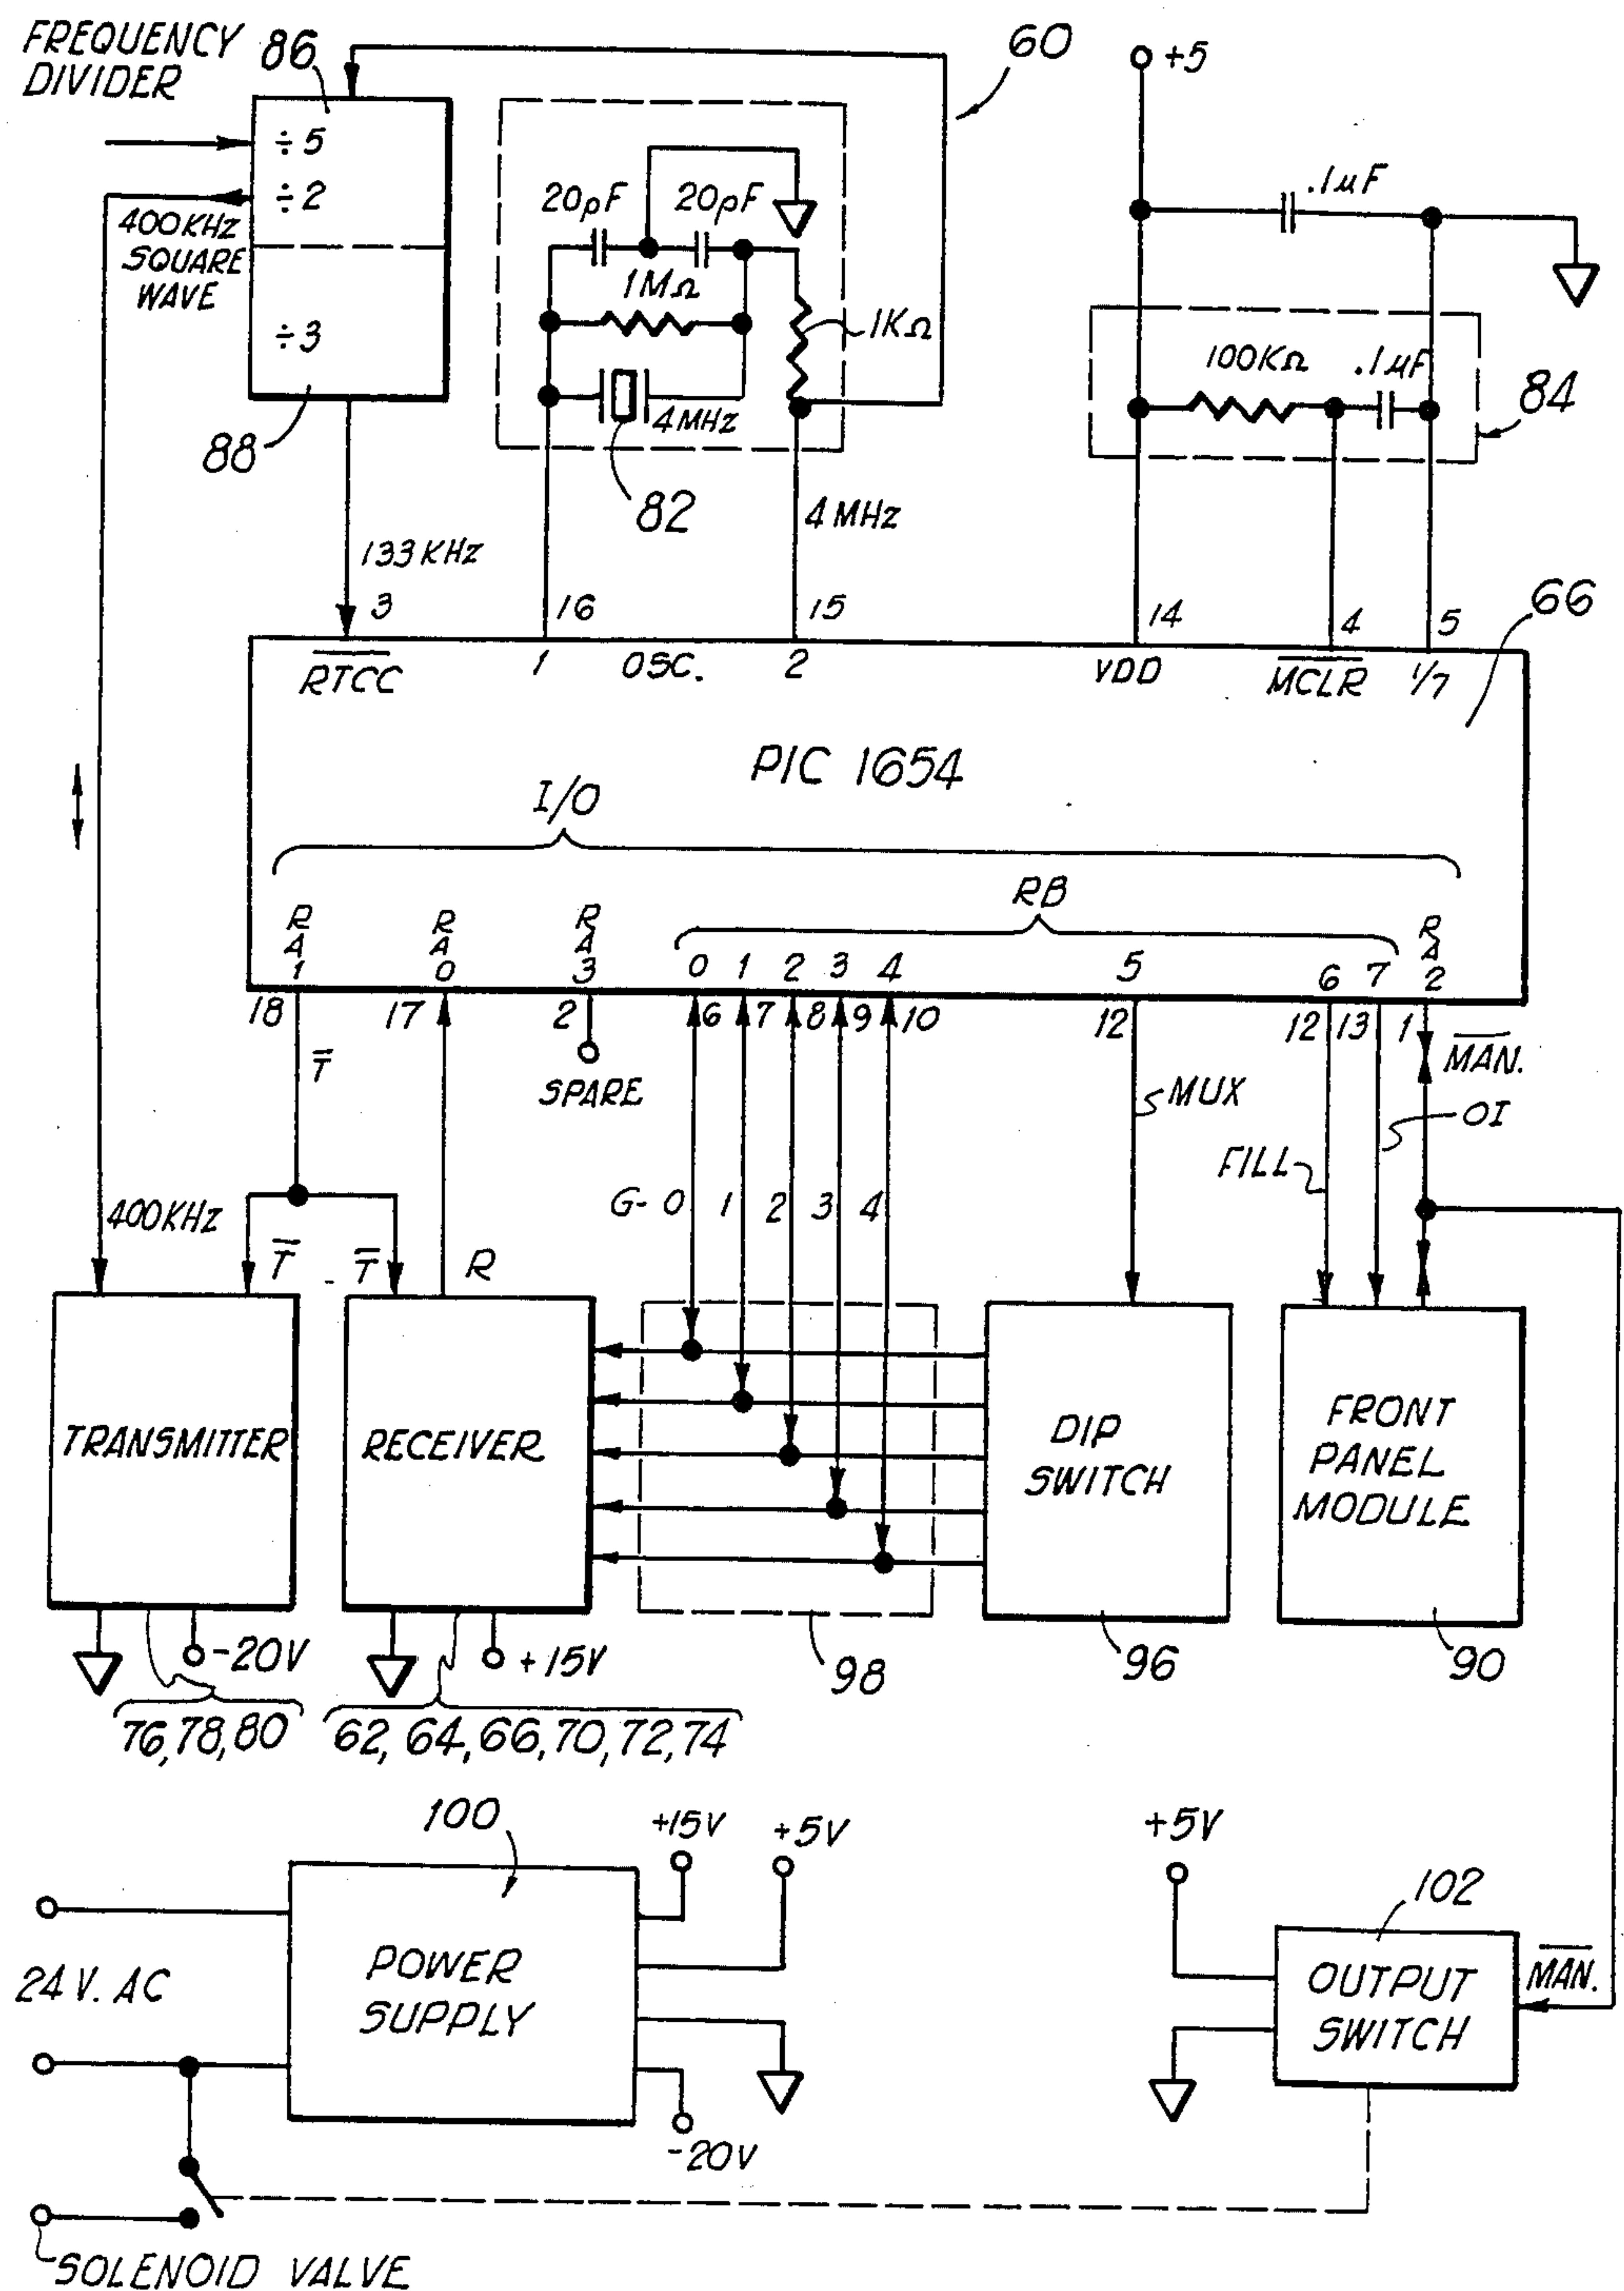 FREQUENCY
DIVIDER
86
60
+5
÷5
÷2
400KHZ
SQUARE
WAVE
÷3
88
20pF
20pF
1MΩ
1KΩ
4MHZ
82
.1µF
100KΩ
.1µF
84
133KHZ
4MHz
3
16
15
14
4
5
66
RTCC
1
OSC.
2
VDD
MCLR
1/7
PIC 1654
I/O
RB
RA1
RA0
RA3
0
1
2
3
4
5
6
7
RA2
18
17
2
6
7
8
9
10
12
12
13
1
T
SPARE
MUX
MAN.
OI
FILL
400KHZ
T
T
R
G- 0
1
2
3
4
TRANSMITTER
RECEIVER
DIP
SWITCH
FRONT
PANEL
MODULE
-20V
+15V
98
96
90
76,78,80
62, 64, 66, 70, 72, 74
100
+15V
+5V
+5V
102
24 V. AC
POWER
SUPPLY
OUTPUT
SWITCH
MAN.
-20V
SOLENOID VALVE